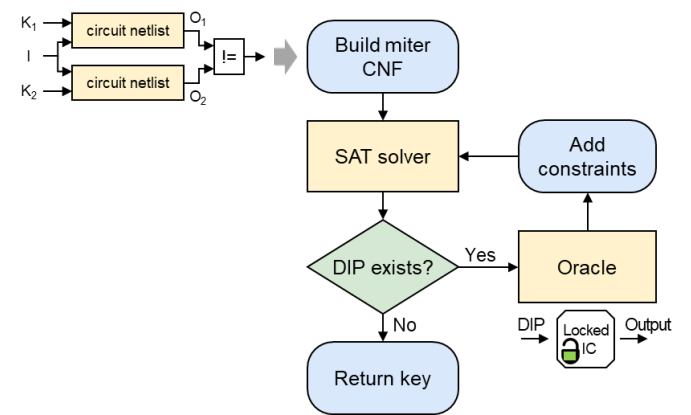 K1
circuit netlist
O1
I
!=
K2
circuit netlist
O2
Build miter
CNF
SAT solver
Add
constraints
DIP exists?
Yes
Oracle
No
DIP
Locked
IC
Output
Return key